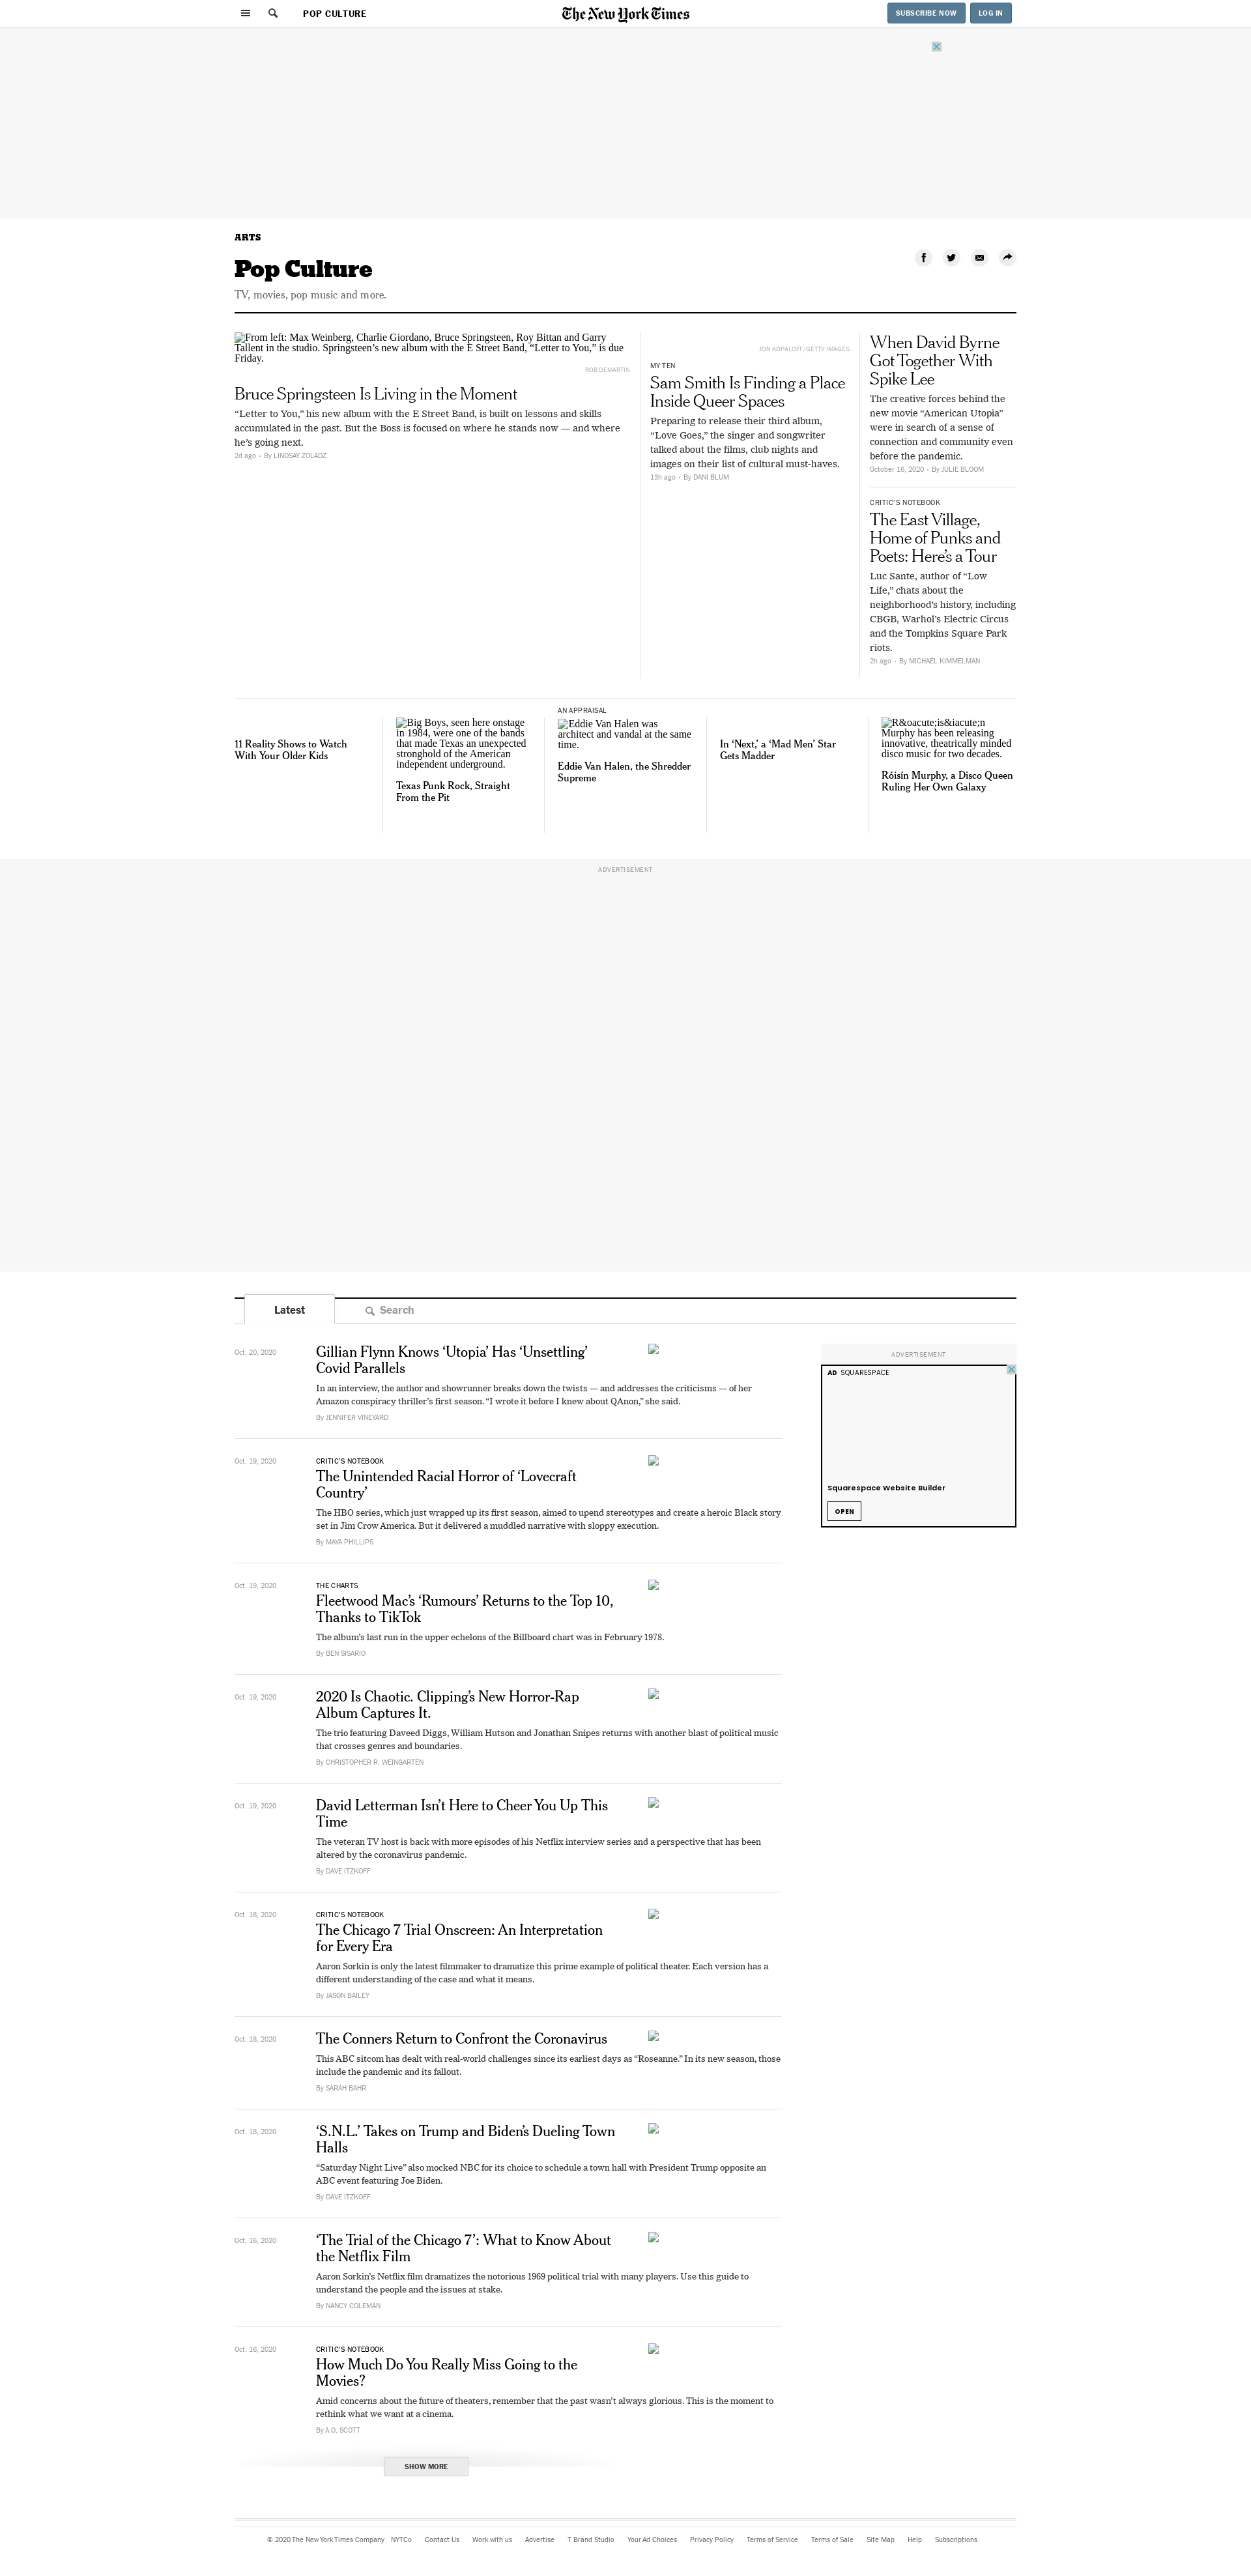 POP CULTURE
The New York Times
SUBSCRIBE NOW
LOG IN
ARTS
Pop Culture
TV, movies, pop music and more.
From left: Max Weinberg, Charlie Giordano, Bruce Springsteen, Roy Bittan and Garry
Tallent in the studio. Springsteen’s new album with the E Street Band, “Letter to You,” is due
Friday.
ROB DEMARTIN
Bruce Springsteen Is Living in the Moment
“Letter to You,” his new album with the E Street Band, is built on lessons and skills
accumulated in the past. But the Boss is focused on where he stands now — and where
he’s going next.
2d ago · By LINDSAY ZOLADZ
JON KOPALOFF/GETTY IMAGES
MY TEN
Sam Smith Is Finding a Place
Inside Queer Spaces
Preparing to release their third album,
“Love Goes,” the singer and songwriter
talked about the films, club nights and
images on their list of cultural must-haves.
13h ago · By DANI BLUM
When David Byrne
Got Together With
Spike Lee
The creative forces behind the
new movie “American Utopia”
were in search of a sense of
connection and community even
before the pandemic.
October 16, 2020 · By JULIE BLOOM
CRITIC’S NOTEBOOK
The East Village,
Home of Punks and
Poets: Here’s a Tour
Luc Sante, author of “Low
Life,” chats about the
neighborhood’s history, including
CBGB, Warhol’s Electric Circus
and the Tompkins Square Park
riots.
2h ago · By MICHAEL KIMMELMAN
11 Reality Shows to Watch
With Your Older Kids
Big Boys, seen here onstage
in 1984, were one of the bands
that made Texas an unexpected
stronghold of the American
independent underground.
Texas Punk Rock, Straight
From the Pit
AN APPRAISAL
Eddie Van Halen was
architect and vandal at the same
time.
Eddie Van Halen, the Shredder
Supreme
In ‘Next,’ a ‘Mad Men’ Star
Gets Madder
R&oacute;is&iacute;n
Murphy has been releasing
innovative, theatrically minded
disco music for two decades.
Róisín Murphy, a Disco Queen
Ruling Her Own Galaxy
ADVERTISEMENT
Latest
Search
Oct. 20, 2020
Gillian Flynn Knows ‘Utopia’ Has ‘Unsettling’
Covid Parallels
In an interview, the author and showrunner breaks down the twists — and addresses the criticisms — of her
Amazon conspiracy thriller’s first season. “I wrote it before I knew about QAnon,” she said.
By JENNIFER VINEYARD
ADVERTISEMENT
AD SQUARESPACE
Squarespace Website Builder
OPEN
Oct. 19, 2020
CRITIC’S NOTEBOOK
The Unintended Racial Horror of ‘Lovecraft
Country’
The HBO series, which just wrapped up its first season, aimed to upend stereotypes and create a heroic Black story
set in Jim Crow America. But it delivered a muddled narrative with sloppy execution.
By MAYA PHILLIPS
Oct. 19, 2020
THE CHARTS
Fleetwood Mac’s ‘Rumours’ Returns to the Top 10,
Thanks to TikTok
The album’s last run in the upper echelons of the Billboard chart was in February 1978.
By BEN SISARIO
Oct. 19, 2020
2020 Is Chaotic. Clipping’s New Horror-Rap
Album Captures It.
The trio featuring Daveed Diggs, William Hutson and Jonathan Snipes returns with another blast of political music
that crosses genres and boundaries.
By CHRISTOPHER R. WEINGARTEN
Oct. 19, 2020
David Letterman Isn’t Here to Cheer You Up This
Time
The veteran TV host is back with more episodes of his Netflix interview series and a perspective that has been
altered by the coronavirus pandemic.
By DAVE ITZKOFF
Oct. 18, 2020
CRITIC’S NOTEBOOK
The Chicago 7 Trial Onscreen: An Interpretation
for Every Era
Aaron Sorkin is only the latest filmmaker to dramatize this prime example of political theater. Each version has a
different understanding of the case and what it means.
By JASON BAILEY
Oct. 18, 2020
The Conners Return to Confront the Coronavirus
This ABC sitcom has dealt with real-world challenges since its earliest days as “Roseanne.” In its new season, those
include the pandemic and its fallout.
By SARAH BAHR
Oct. 18, 2020
‘S.N.L.’ Takes on Trump and Biden’s Dueling Town
Halls
“Saturday Night Live” also mocked NBC for its choice to schedule a town hall with President Trump opposite an
ABC event featuring Joe Biden.
By DAVE ITZKOFF
Oct. 16, 2020
‘The Trial of the Chicago 7’: What to Know About
the Netflix Film
Aaron Sorkin’s Netflix film dramatizes the notorious 1969 political trial with many players. Use this guide to
understand the people and the issues at stake.
By NANCY COLEMAN
Oct. 16, 2020
CRITIC’S NOTEBOOK
How Much Do You Really Miss Going to the
Movies?
Amid concerns about the future of theaters, remember that the past wasn’t always glorious. This is the moment to
rethink what we want at a cinema.
By A.O. SCOTT
SHOW MORE
© 2020 The New York Times Company NYTCo Contact Us Work with us Advertise T Brand Studio Your Ad Choices Privacy Policy Terms of Service Terms of Sale Site Map Help Subscriptions